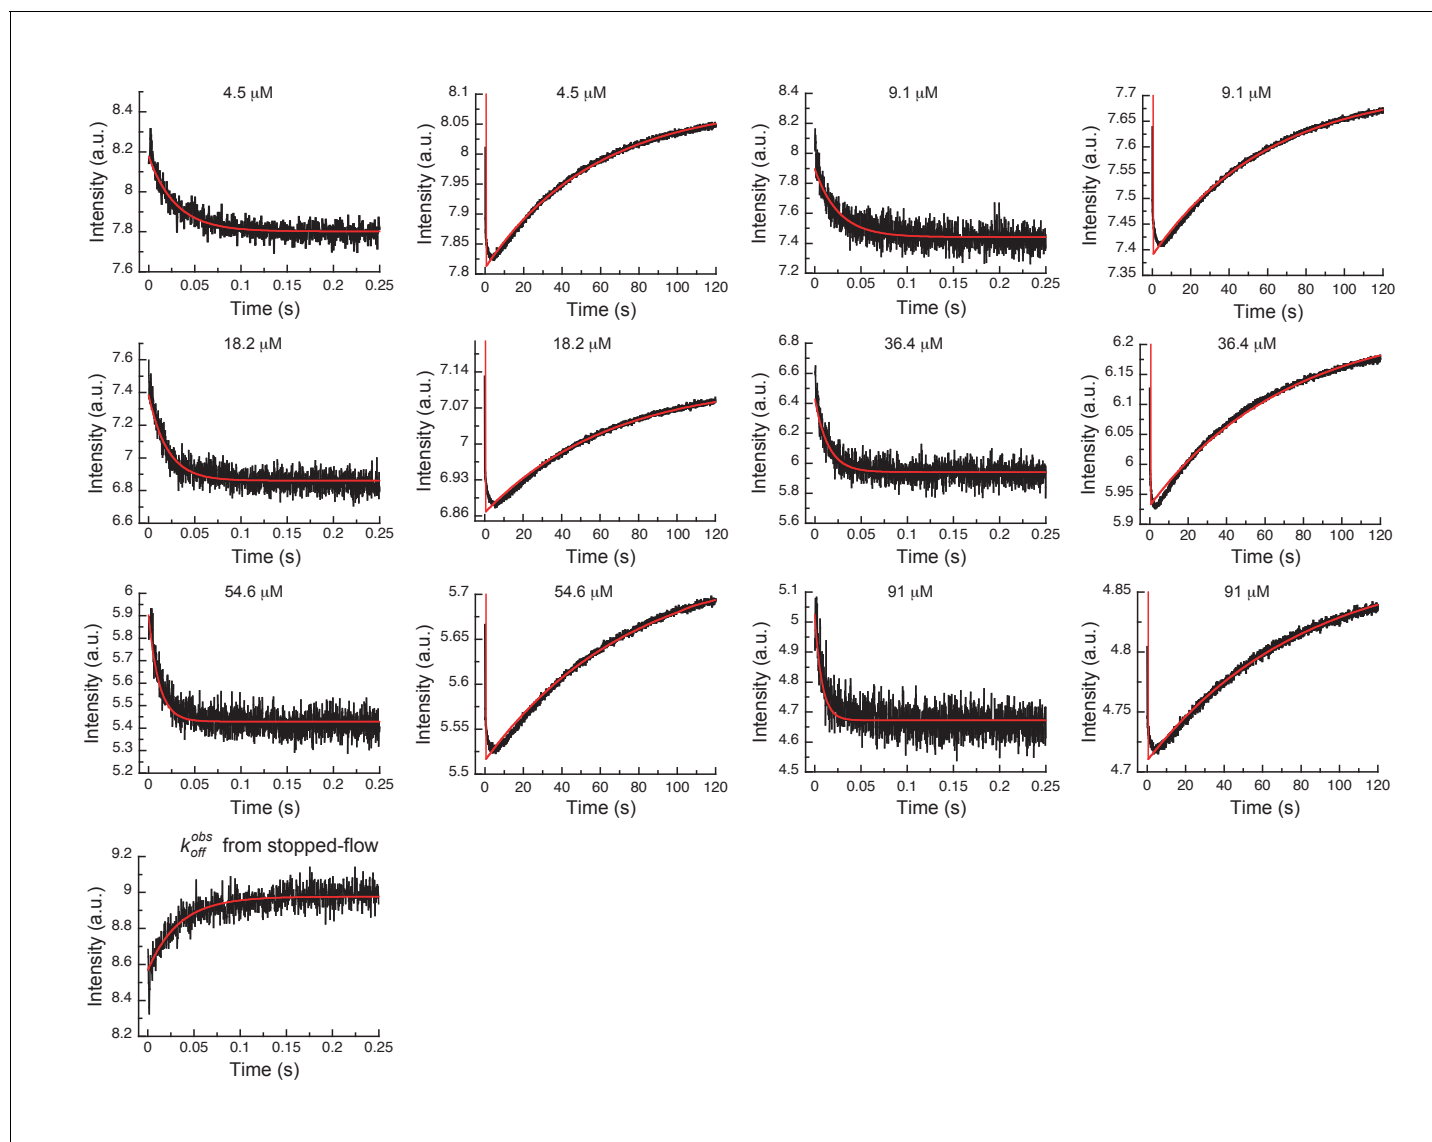 4.5 μM
Intensity (a.u.)
8.4
8.2
8
7.8
7.6
0 0.05 0.1 0.15 0.2 0.25
Time (s)
4.5 μM
Intensity (a.u.)
8.1
8.05
8
7.95
7.9
7.85
7.8
0 20 40 60 80 100 120
Time (s)
9.1 μM
Intensity (a.u.)
8.4
8.2
8
7.8
7.6
7.4
7.2
0 0.05 0.1 0.15 0.2 0.25
Time (s)
9.1 μM
Intensity (a.u.)
7.7
7.65
7.6
7.55
7.5
7.45
7.4
7.35
0 20 40 60 80 100 120
Time (s)
18.2 μM
Intensity (a.u.)
7.6
7.4
7.2
7
6.8
6.6
0 0.05 0.1 0.15 0.2 0.25
Time (s)
18.2 μM
Intensity (a.u.)
7.14
7.07
7
6.93
6.86
0 20 40 60 80 100 120
Time (s)
36.4 μM
Intensity (a.u.)
6.8
6.6
6.4
6.2
6
5.8
5.6
0 0.05 0.1 0.15 0.2 0.25
Time (s)
36.4 μM
Intensity (a.u.)
6.2
6.15
6.1
6.05
6
5.95
5.9
0 20 40 60 80 100 120
Time (s)
54.6 μM
Intensity (a.u.)
6
5.9
5.8
5.7
5.6
5.5
5.4
5.3
5.2
0 0.05 0.1 0.15 0.2 0.25
Time (s)
54.6 μM
Intensity (a.u.)
5.7
5.65
5.6
5.55
5.5
0 20 40 60 80 100 120
Time (s)
91 μM
Intensity (a.u.)
5.1
5
4.9
4.8
4.7
4.6
4.5
0 0.05 0.1 0.15 0.2 0.25
Time (s)
91 μM
Intensity (a.u.)
4.85
4.8
4.75
4.7
0 20 40 60 80 100 120
Time (s)
k_off^obs from stopped-flow
Intensity (a.u.)
9.2
9
8.8
8.6
8.4
8.2
0 0.05 0.1 0.15 0.2 0.25
Time (s)